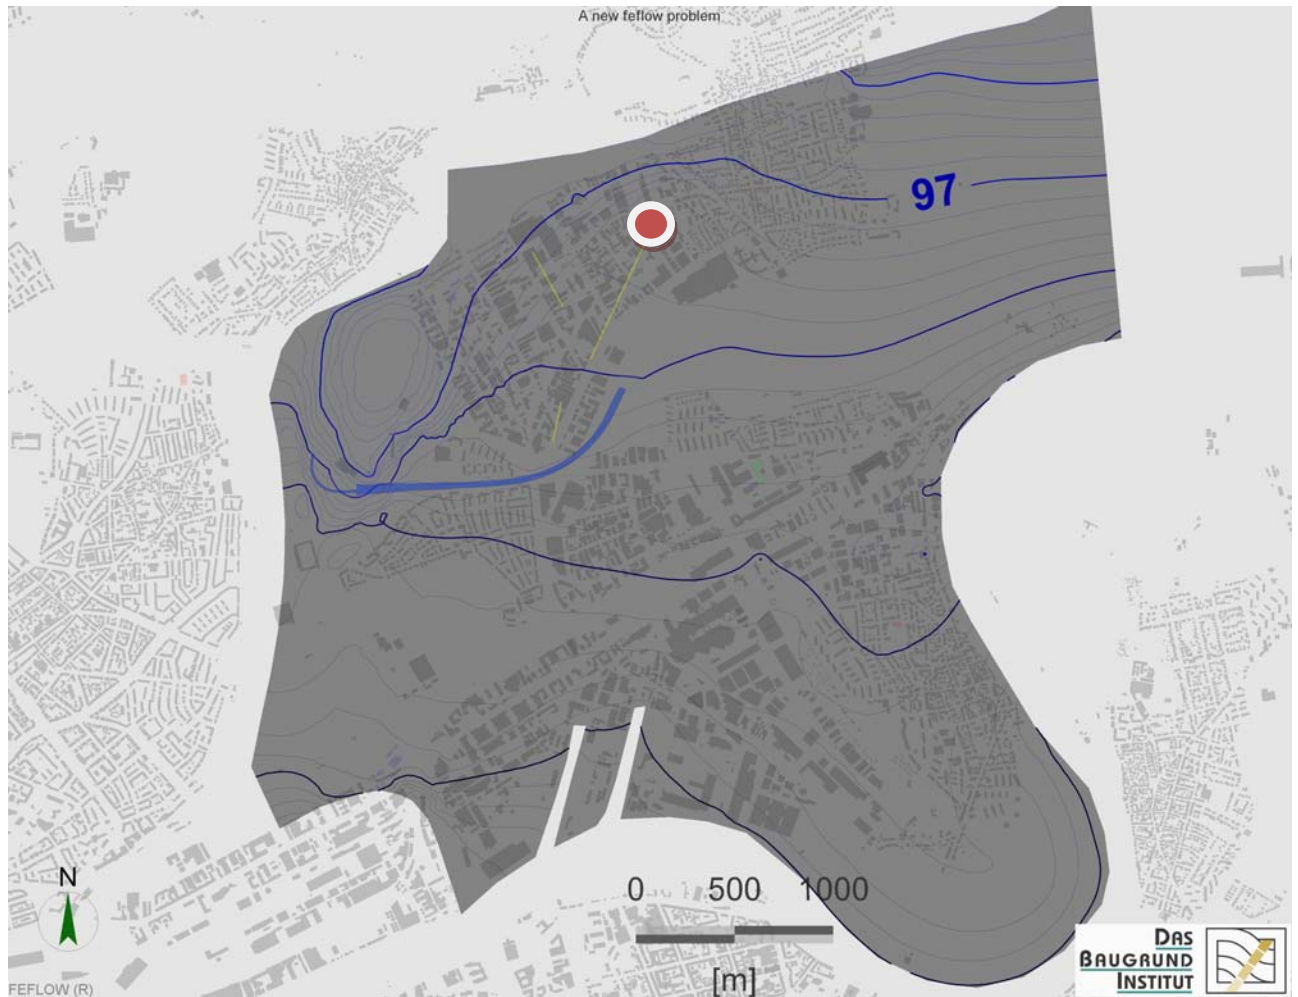 A new feflow problem
97
N
0 500 1000
[m]
FEFLOW (R)
DAS
BAUGRUND
INSTITUT